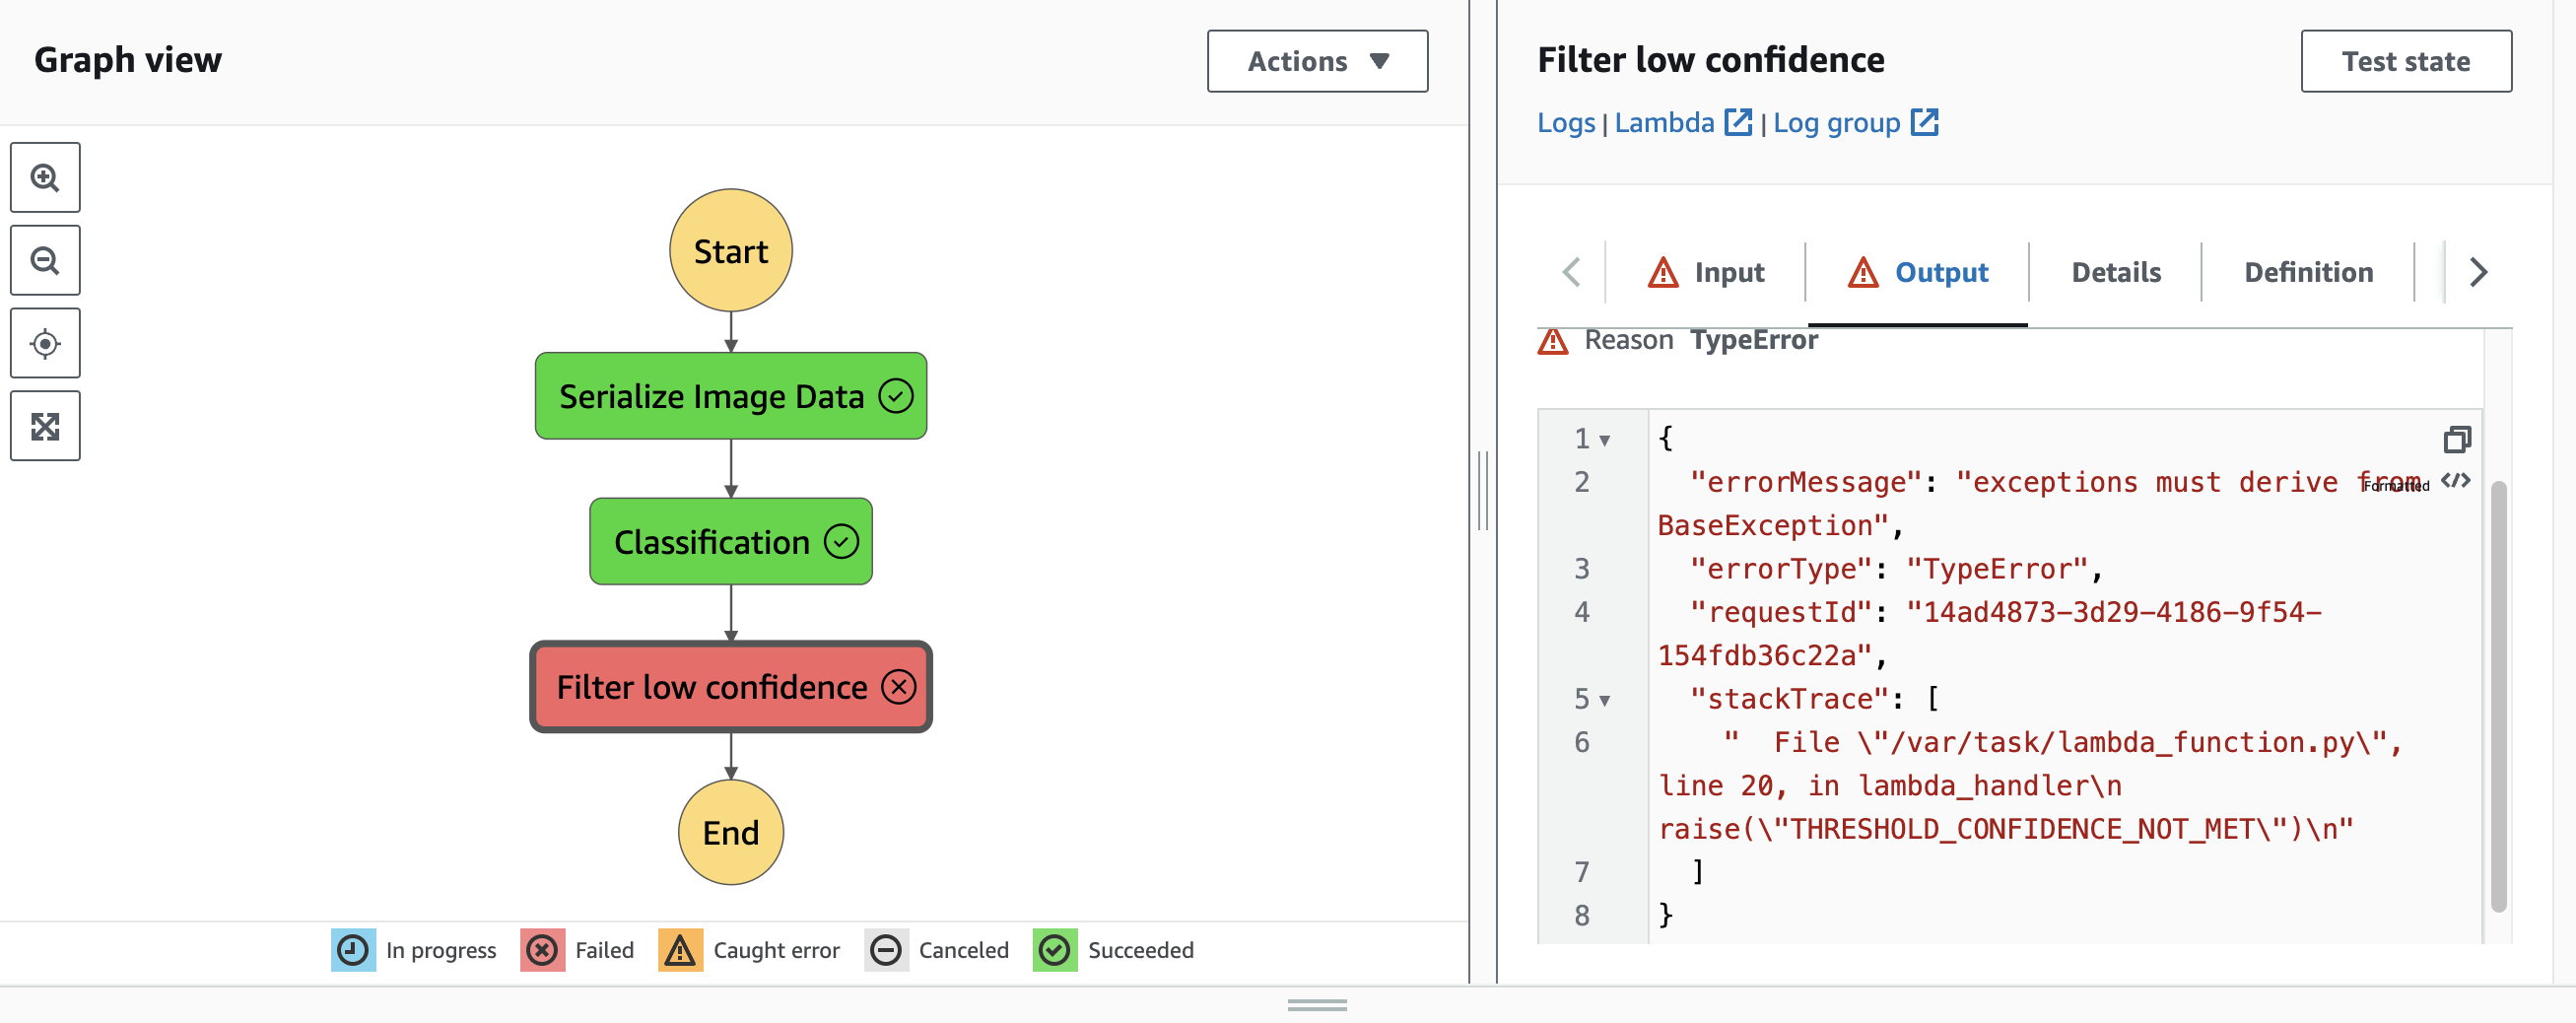 Graph view
Actions
Start
Serialize Image Data
Classification
Filter low confidence
End
In progress
Failed
Caught error
Canceled
Succeeded
Filter low confidence
Test state
Logs | Lambda | Log group
Input
Output
Details
Definition
Reason TypeError
1 {
2 "errorMessage": "exceptions must derive from
BaseException",
Formatted
3 "errorType": "TypeError",
4 "requestId": "14ad4873-3d29-4186-9f54-
154fdb36c22a",
5 "stackTrace": [
6 "  File \"/var/task/lambda_function.py\",
line 20, in lambda_handler\n
raise(\"THRESHOLD_CONFIDENCE_NOT_MET\")\n"
7 ]
8 }